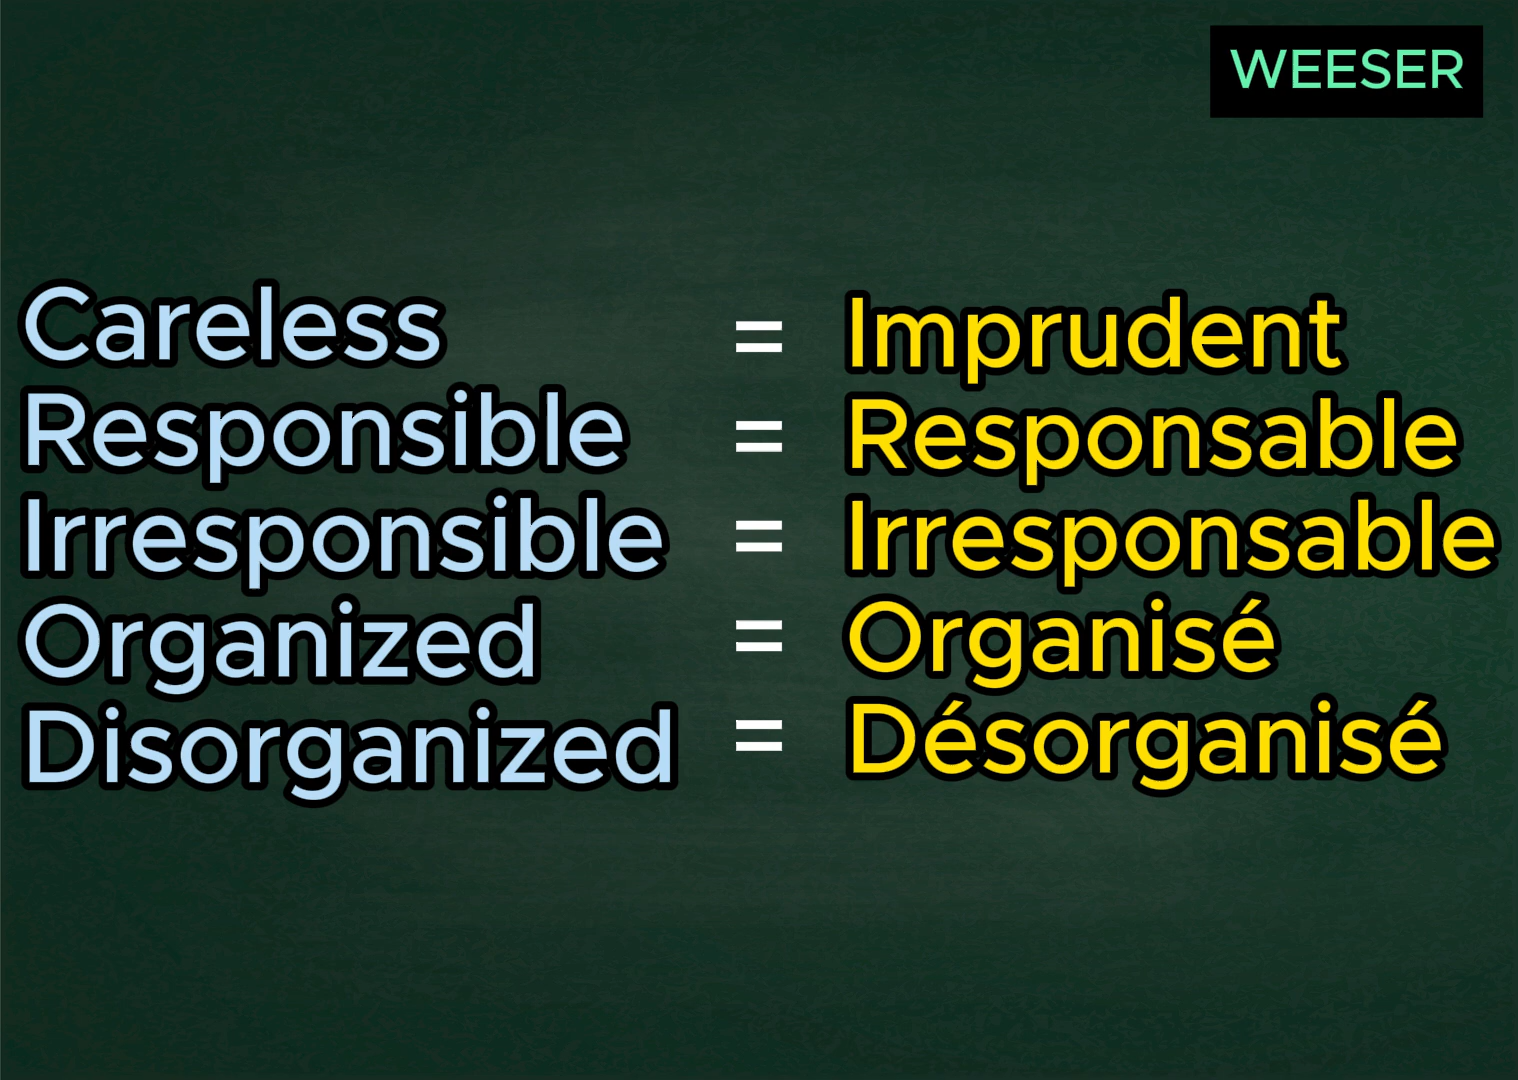 WEESER
Careless = Imprudent
Responsible = Responsable
Irresponsible = Irresponsable
Organized = Organisé
Disorganized = Désorganisé